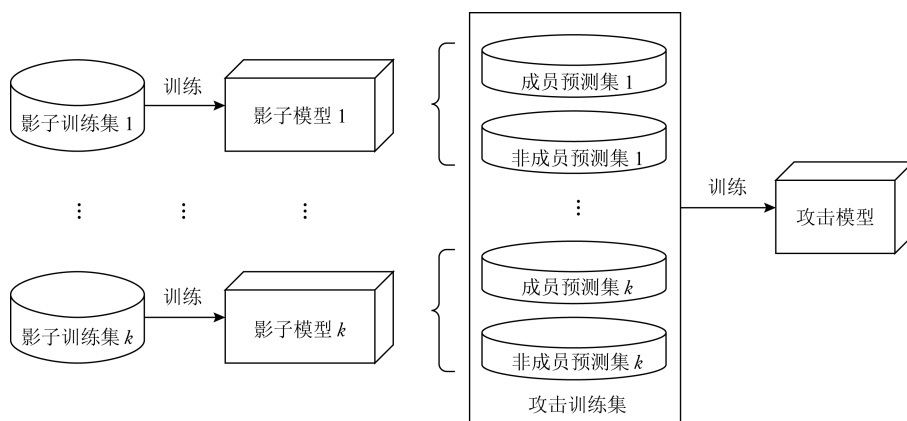 成员预测集 1
训练
影子训练集 1
影子模型 1
非成员预测集 1
训练
攻击模型
成员预测集 k
训练
影子训练集 k
影子模型 k
非成员预测集 k
攻击训练集